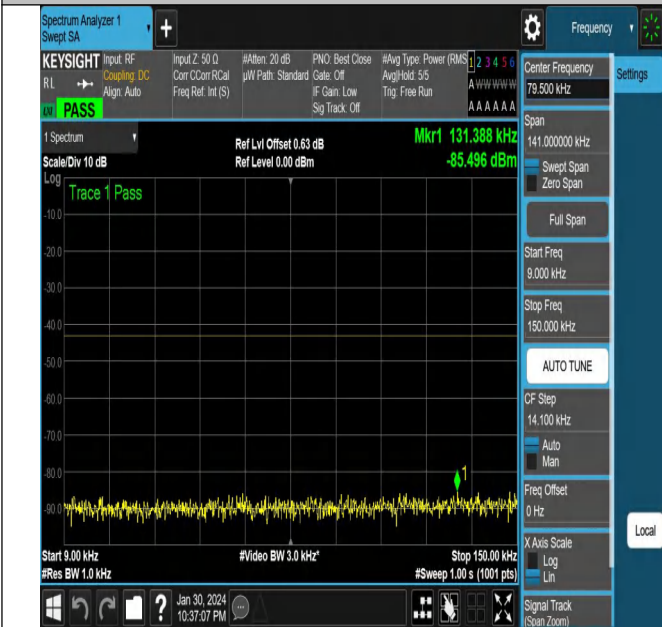 Spectrum Analyzer 1
Swept SA
+
Frequency
KEYSIGHT
RL
PASS
Input: RF
Coupling: DC
Align: Auto
Input Z: 50 Ω
Corr CCorr RCal
Freq Ref: Int (S)
#Atten: 20 dB
µW Path: Standard
PNO: Best Close
Gate: Off
IF Gain: Low
Sig Track: Off
#Avg Type: Power (RMS
Avg|Hold: 5/5
Trig: Free Run
1 2 3 4 5 6
A W W W W W
A A A A A A
1 Spectrum
Scale/Div 10 dB
Log
Ref Lvl Offset 0.63 dB
Ref Level 0.00 dBm
Mkr1 131.388 kHz
-85.496 dBm
Trace 1 Pass
-10.0
-20.0
-30.0
-40.0
-50.0
-60.0
-70.0
-80.0
-90.0
1
Start 9.00 kHz
#Res BW 1.0 kHz
#Video BW 3.0 kHz*
Stop 150.00 kHz
#Sweep 1.00 s (1001 pts)
?
Jan 30, 2024
10:37:07 PM
Center Frequency
79.500 kHz
Settings
Span
141.000000 kHz
Swept Span
Zero Span
Full Span
Start Freq
9.000 kHz
Stop Freq
150.000 kHz
AUTO TUNE
CF Step
14.100 kHz
Auto
Man
Freq Offset
0 Hz
X Axis Scale
Log
Lin
Local
Signal Track
(Span Zoom)